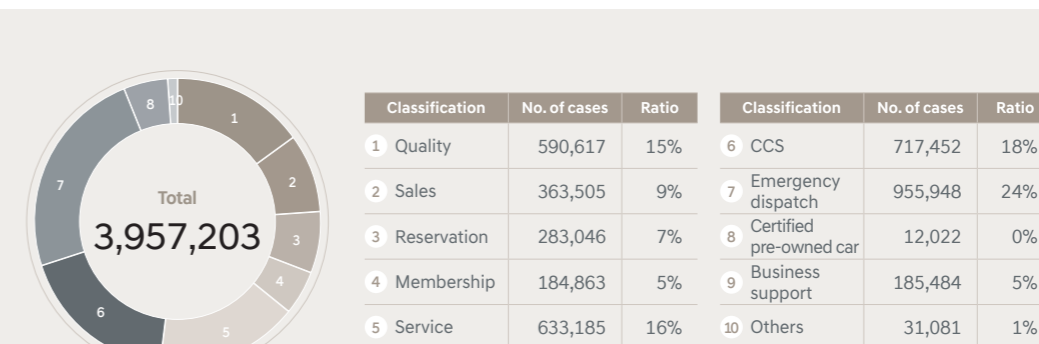 8
10
1
7
2
Total
3,957,203
3
4
6
5
Classification No. of cases Ratio
1 Quality 590,617 15%
2 Sales 363,505 9%
3 Reservation 283,046 7%
4 Membership 184,863 5%
5 Service 633,185 16%
Classification No. of cases Ratio
6 CCS 717,452 18%
7 Emergency
dispatch 955,948 24%
8 Certified
pre-owned car 12,022 0%
9 Business
support 185,484 5%
10 Others 31,081 1%